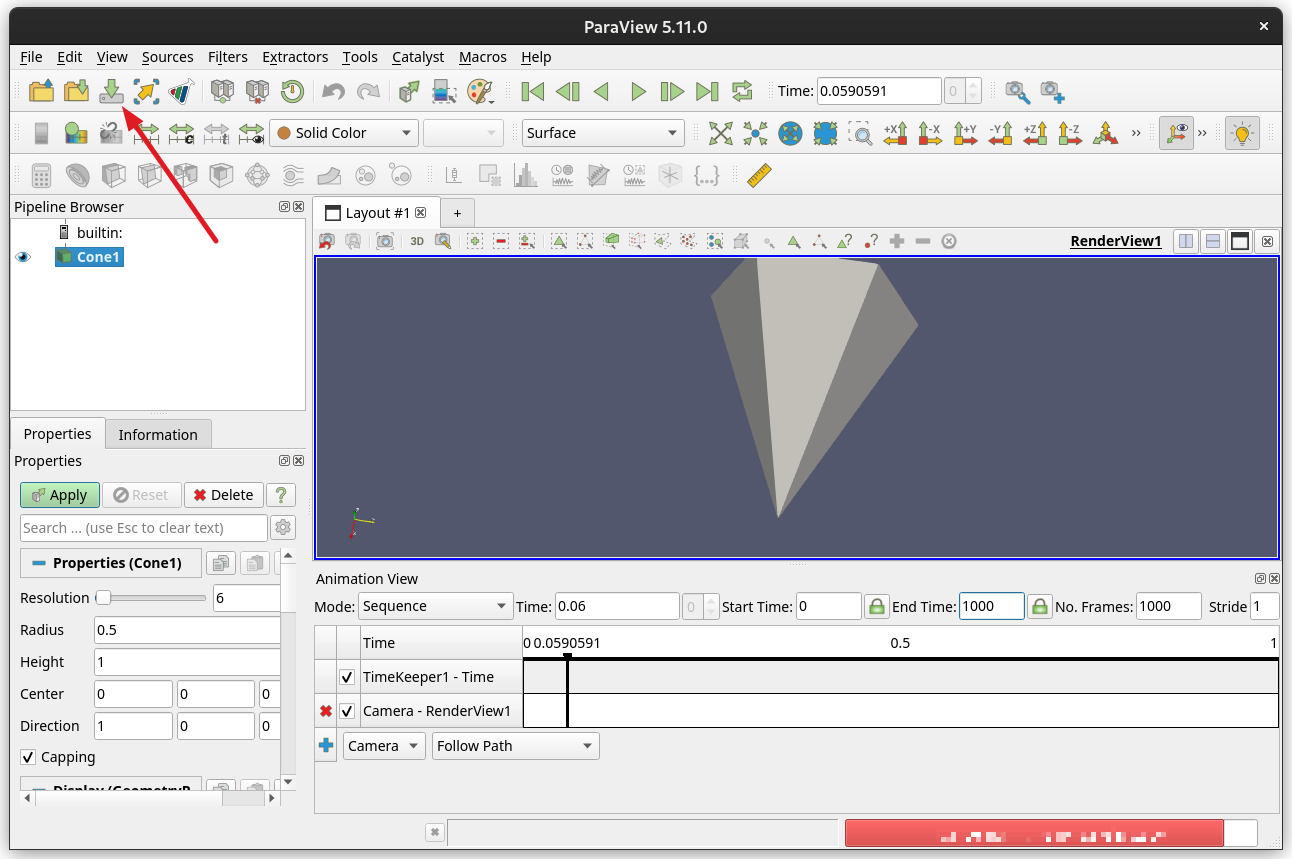 ParaView 5.11.0
File Edit View Sources Filters Extractors Tools Catalyst Macros Help
Time: 0.0590591 0
Solid Color Surface
+X -X +Y -Y +Z -Z
Pipeline Browser
builtin:
Cone1
Layout #1 +
3D RenderView1
Properties Information
Properties
Apply Reset Delete ?
Search ... (use Esc to clear text)
Properties (Cone1)
Resolution 6
Radius 0.5
Height 1
Center 0 0 0
Direction 1 0 0
Capping
Animation View
Mode: Sequence Time: 0.06 0 Start Time: 0 End Time: 1000 No. Frames: 1000 Stride 1
Time 0 0.0590591 0.5 1
TimeKeeper1 - Time
Camera - RenderView1
Camera Follow Path